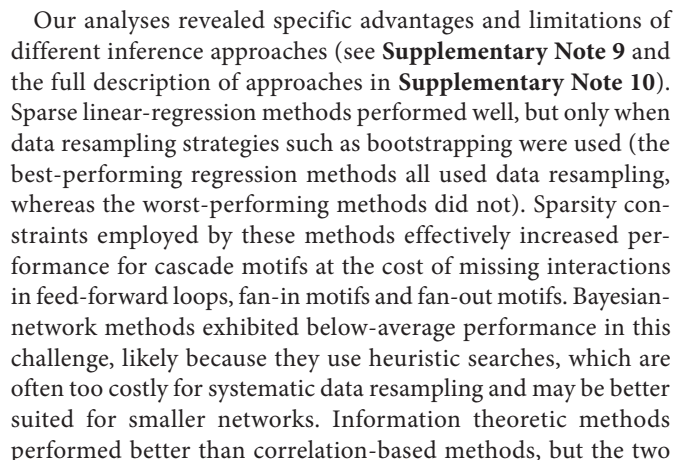 Our analyses revealed specific advantages and limitations of
different inference approaches (see Supplementary Note 9 and
the full description of approaches in Supplementary Note 10).
Sparse linear-regression methods performed well, but only when
data resampling strategies such as bootstrapping were used (the
best-performing regression methods all used data resampling,
whereas the worst-performing methods did not). Sparsity con-
straints employed by these methods effectively increased per-
formance for cascade motifs at the cost of missing interactions
in feed-forward loops, fan-in motifs and fan-out motifs. Bayesian-
network methods exhibited below-average performance in this
challenge, likely because they use heuristic searches, which are
often too costly for systematic data resampling and may be better
suited for smaller networks. Information theoretic methods
performed better than correlation-based methods, but the two